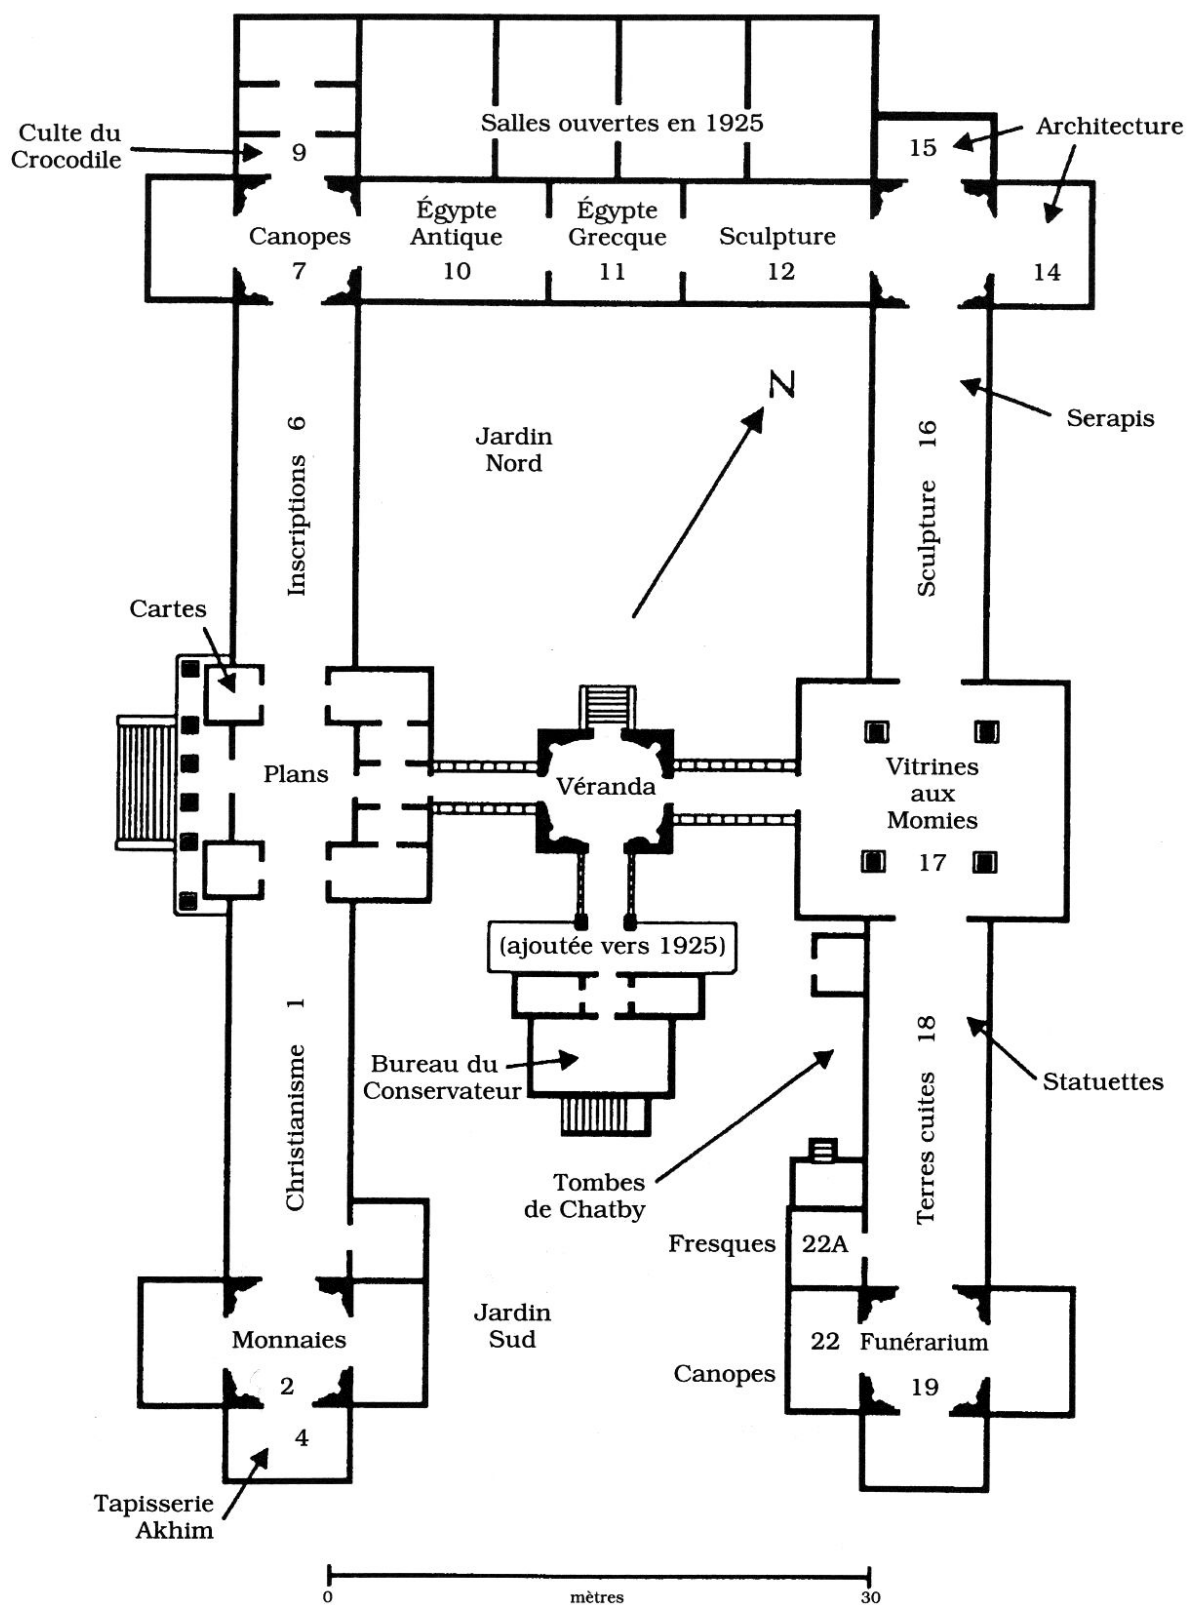 Salles ouvertes en 1925
Culte du
Crocodile
9
15
Architecture
Canopes
7
Égypte
Antique
10
Égypte
Grecque
11
Sculpture
12
14
N
Serapis
Inscriptions 6
Jardin
Nord
Sculpture 16
Cartes
Plans
Véranda
Vitrines
aux
Momies
17
(ajoutée vers 1925)
Christianisme 1
Bureau du
Conservateur
Terres cuites 18
Statuettes
Tombes
de Chatby
Fresques
22A
Monnaies
2
Jardin
Sud
22
Funérarium
19
Canopes
4
Tapisserie
Akhim
0
mètres
30